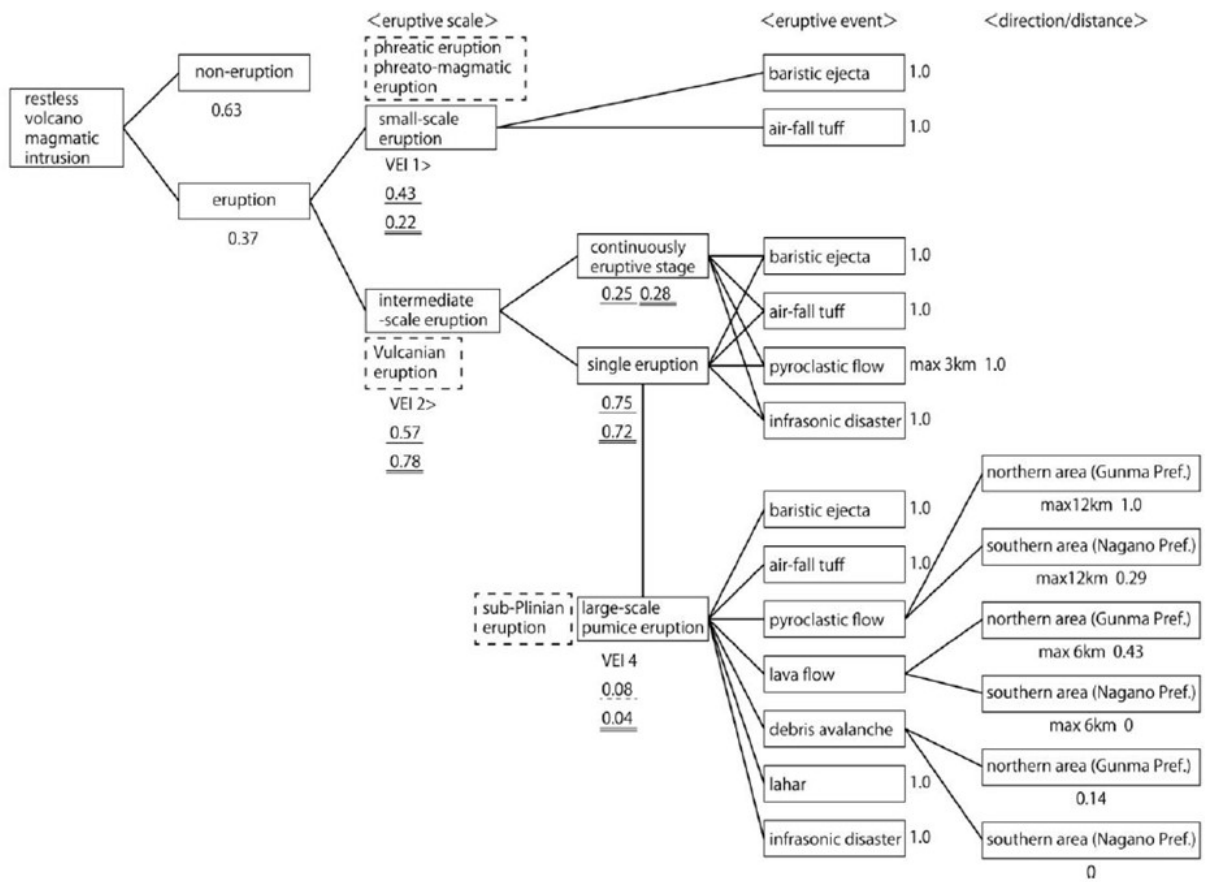 <eruptive scale>
<eruptive event>
<direction/distance>
restless
volcano
magmatic
intrusion
non-eruption
0.63
eruption
0.37
phreatic eruption
phreato-magmatic
eruption
small-scale
eruption
VEI 1>
0.43
0.22
baristic ejecta 1.0
air-fall tuff 1.0
intermediate
-scale eruption
Vulcanian
eruption
VEI 2>
0.57
0.78
continuously
eruptive stage
0.25 0.28
single eruption
0.75
0.72
baristic ejecta 1.0
air-fall tuff 1.0
pyroclastic flow max 3km 1.0
infrasonic disaster 1.0
sub-Plinian
eruption
large-scale
pumice eruption
VEI 4
0.08
0.04
baristic ejecta 1.0
air-fall tuff 1.0
pyroclastic flow
lava flow
debris avalanche
lahar 1.0
infrasonic disaster 1.0
northern area (Gunma Pref.)
max12km 1.0
southern area (Nagano Pref.)
max12km 0.29
northern area (Gunma Pref.)
max 6km 0.43
southern area (Nagano Pref.)
max 6km 0
northern area (Gunma Pref.)
0.14
southern area (Nagano Pref.)
0